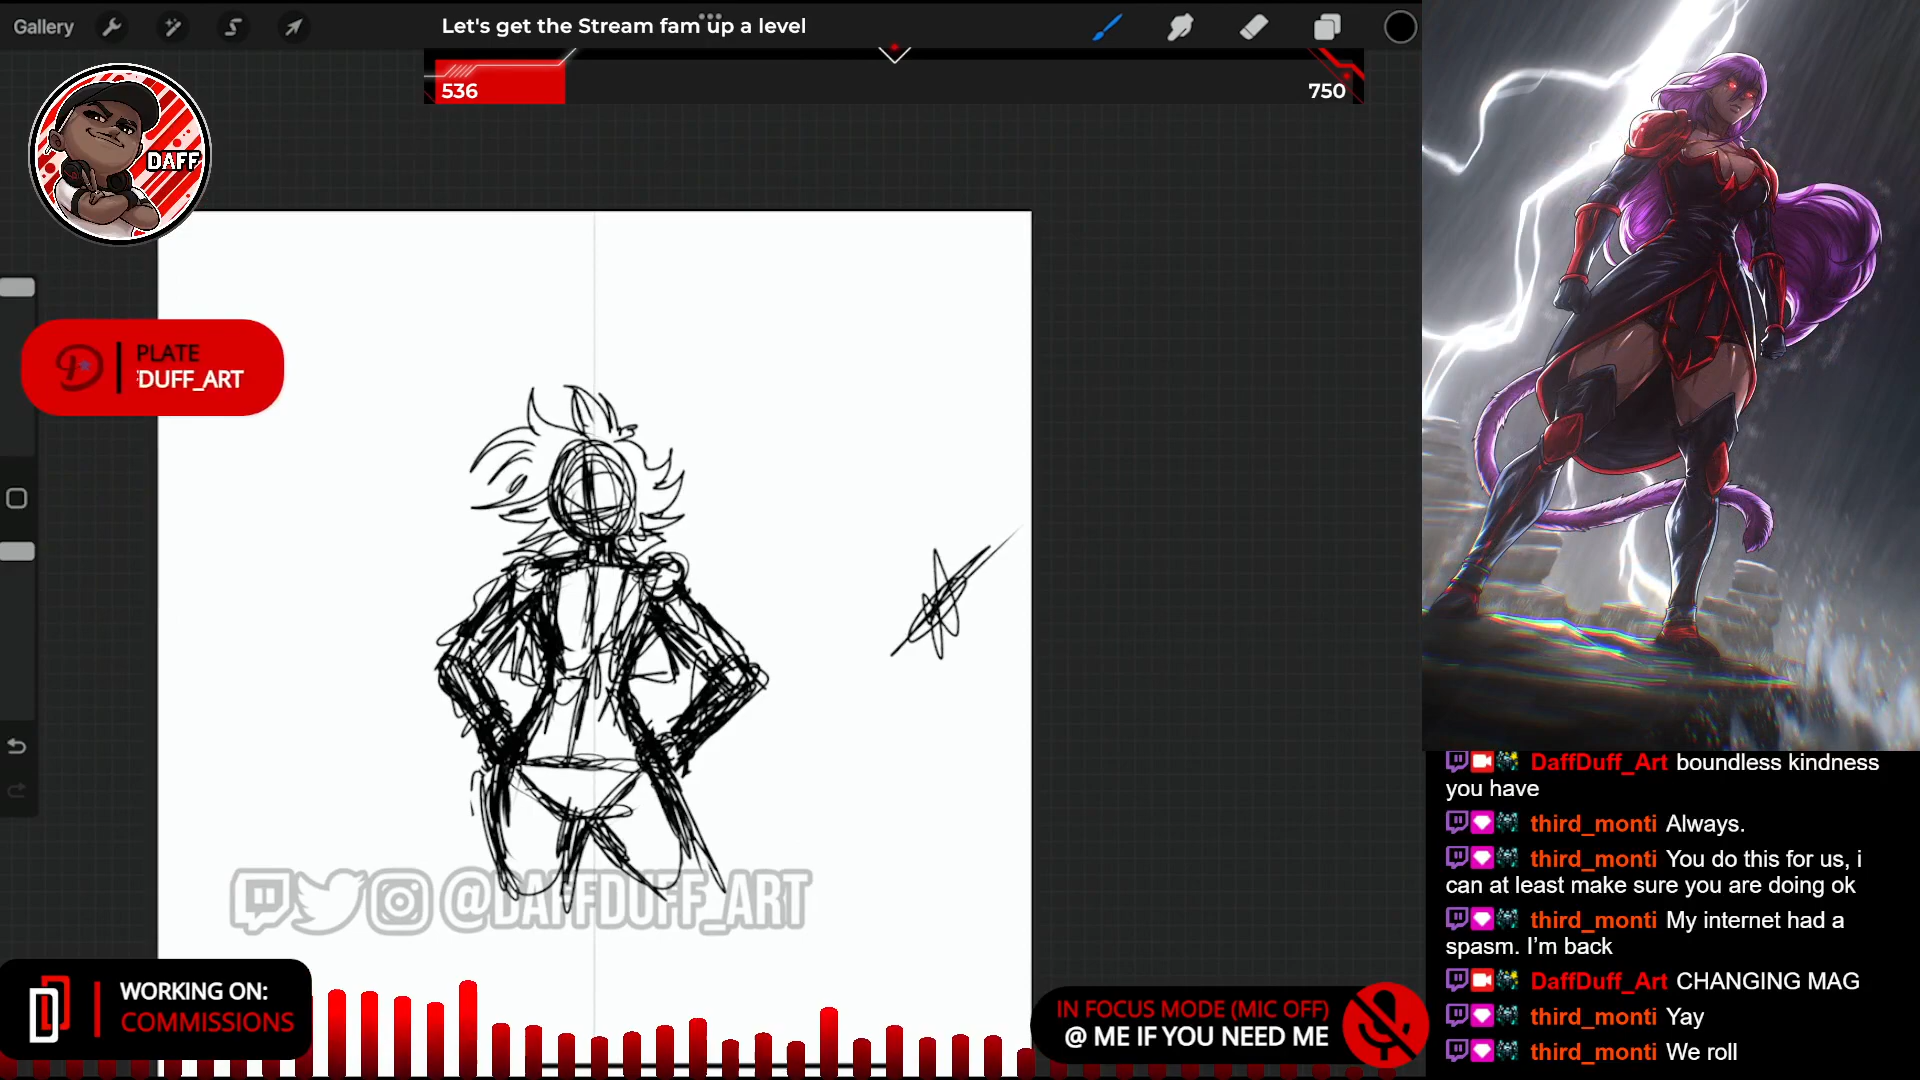 Gallery
Let's get the Stream fam up a level
536
750
DAFF
PLATE
DUFF_ART
@DAFFDUFF_ART
WORKING ON:
COMMISSIONS
IN FOCUS MODE (MIC OFF)
@ ME IF YOU NEED ME
DaffDuff_Art boundless kindness
you have
third_monti Always.
third_monti You do this for us, i
can at least make sure you are doing ok
third_monti My internet had a
spasm. I'm back
DaffDuff_Art CHANGING MAG
third_monti Yay
third_monti We roll